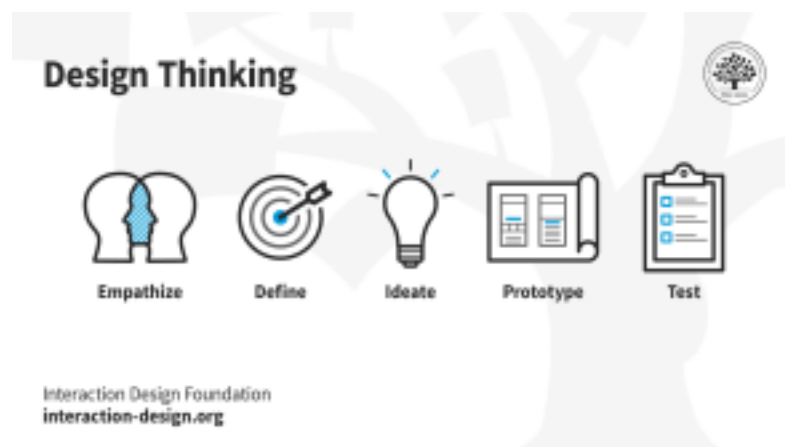 Design Thinking
Empathize
Define
Ideate
Prototype
Test
Interaction Design Foundation
interaction-design.org